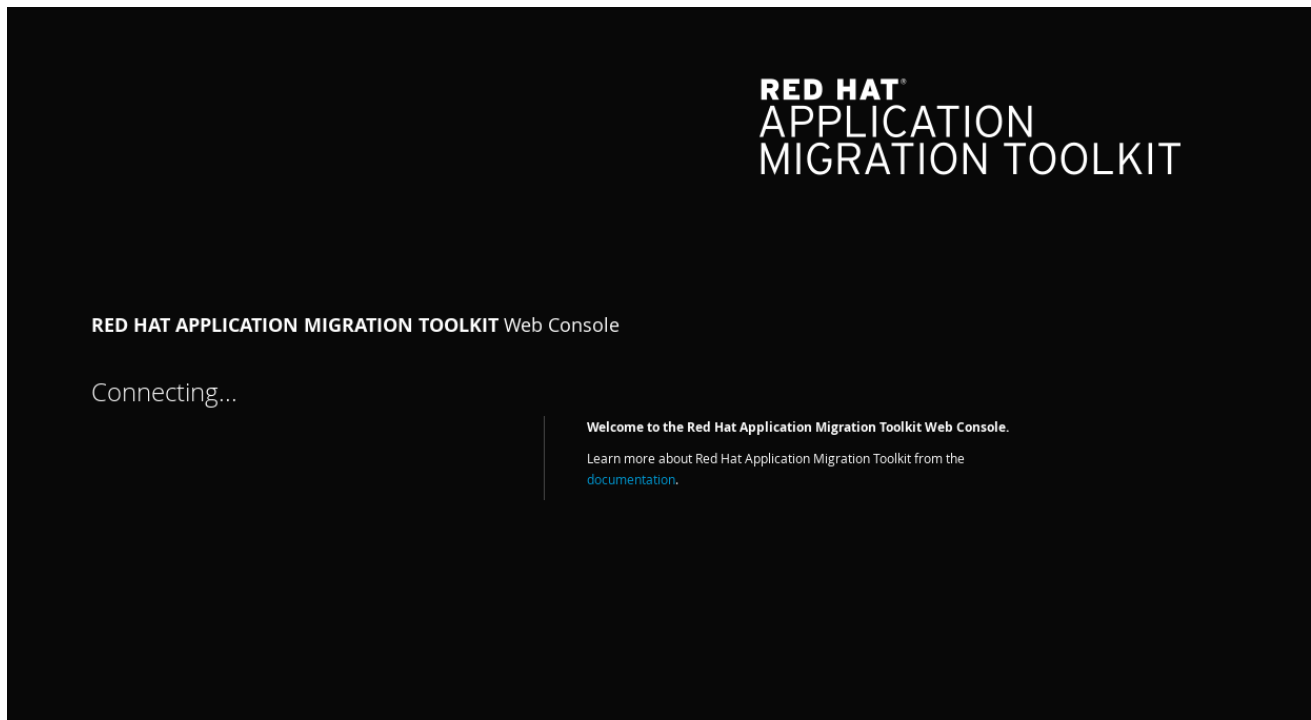 RED HAT®
APPLICATION
MIGRATION TOOLKIT
RED HAT APPLICATION MIGRATION TOOLKIT Web Console
Connecting...
Welcome to the Red Hat Application Migration Toolkit Web Console.
Learn more about Red Hat Application Migration Toolkit from the
documentation.